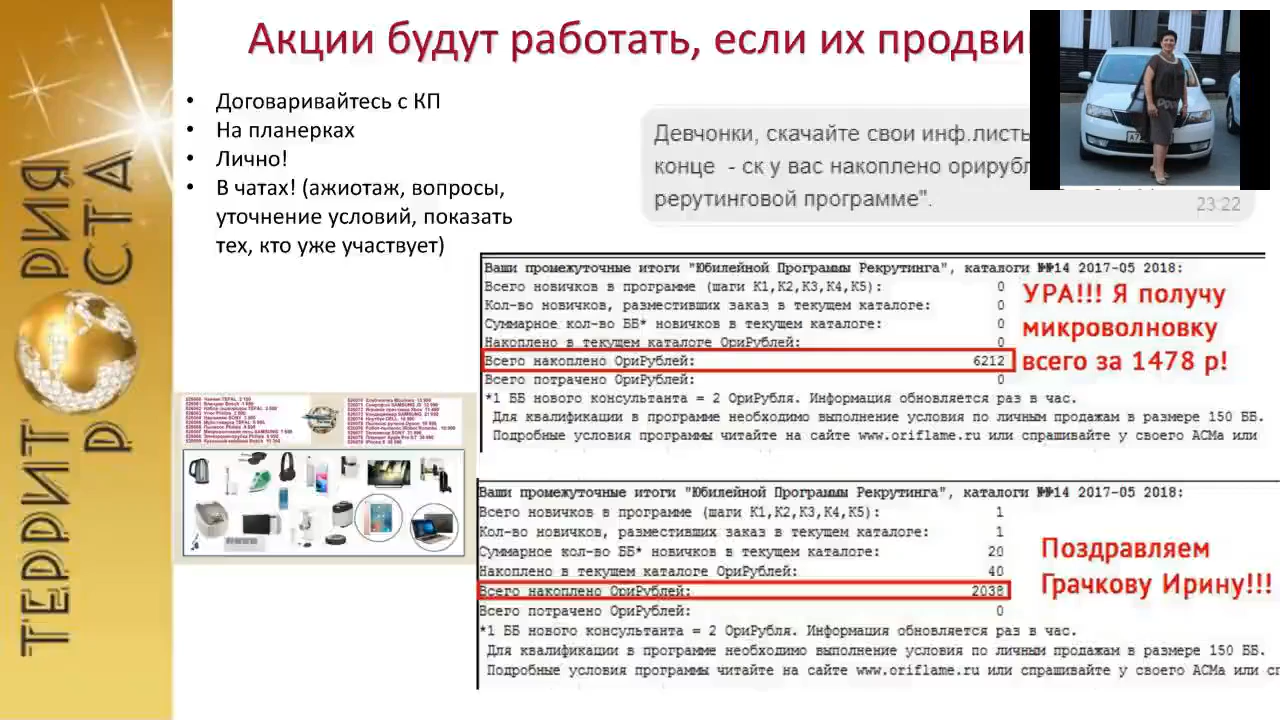 Акции будут работать, если их продви
• Договаривайтесь с КП
• На планерках
• Лично!
• В чатах! (ажиотаж, вопросы,
уточнение условий, показать
тех, кто уже участвует)
Девчонки, скачайте свои инф.листы
конце - ск у вас накоплено орирубл
рерутинговой программе".
23:22
Ваши промежуточные итоги "Юбилейной Программы Рекрутинга", каталоги №№14 2017-05 2018:
Всего новичков в программе (шаги К1,К2,К3,К4,К5): 0
Кол-во новичков, разместивших заказ в текущем каталоге: 0
Суммарное кол-во ББ* новичков в текущем каталоге: 0
Накоплено в текущем каталоге ОриРублей: 0
Всего накоплено ОриРублей: 6212
Всего потрачено ОриРублей: 0
*1 ББ нового консультанта = 2 ОриРубля. Информация обновляется раз в час.
Для квалификации в программе необходимо выполнение условия по личным продажам в размере 150 ББ.
Подробные условия программы читайте на сайте www.oriflame.ru или спрашивайте у своего АСМа или
УРА!!! Я получу
микроволновку
всего за 1478 р!
Ваши промежуточные итоги "Юбилейной Программы Рекрутинга", каталоги №№14 2017-05 2018:
Всего новичков в программе (шаги К1,К2,К3,К4,К5): 1
Кол-во новичков, разместивших заказ в текущем каталоге: 1
Суммарное кол-во ББ* новичков в текущем каталоге: 20
Накоплено в текущем каталоге ОриРублей: 40
Всего накоплено ОриРублей: 2038
Всего потрачено ОриРублей: 0
*1 ББ нового консультанта = 2 ОриРубля. Информация обновляется раз в час.
Для квалификации в программе необходимо выполнение условия по личным продажам в размере 150 ББ.
Подробные условия программы читайте на сайте www.oriflame.ru или спрашивайте у своего АСМа или сп
Поздравляем
Грачкову Ирину!!!
ТЕРРИТОРИЯ
РОСТА